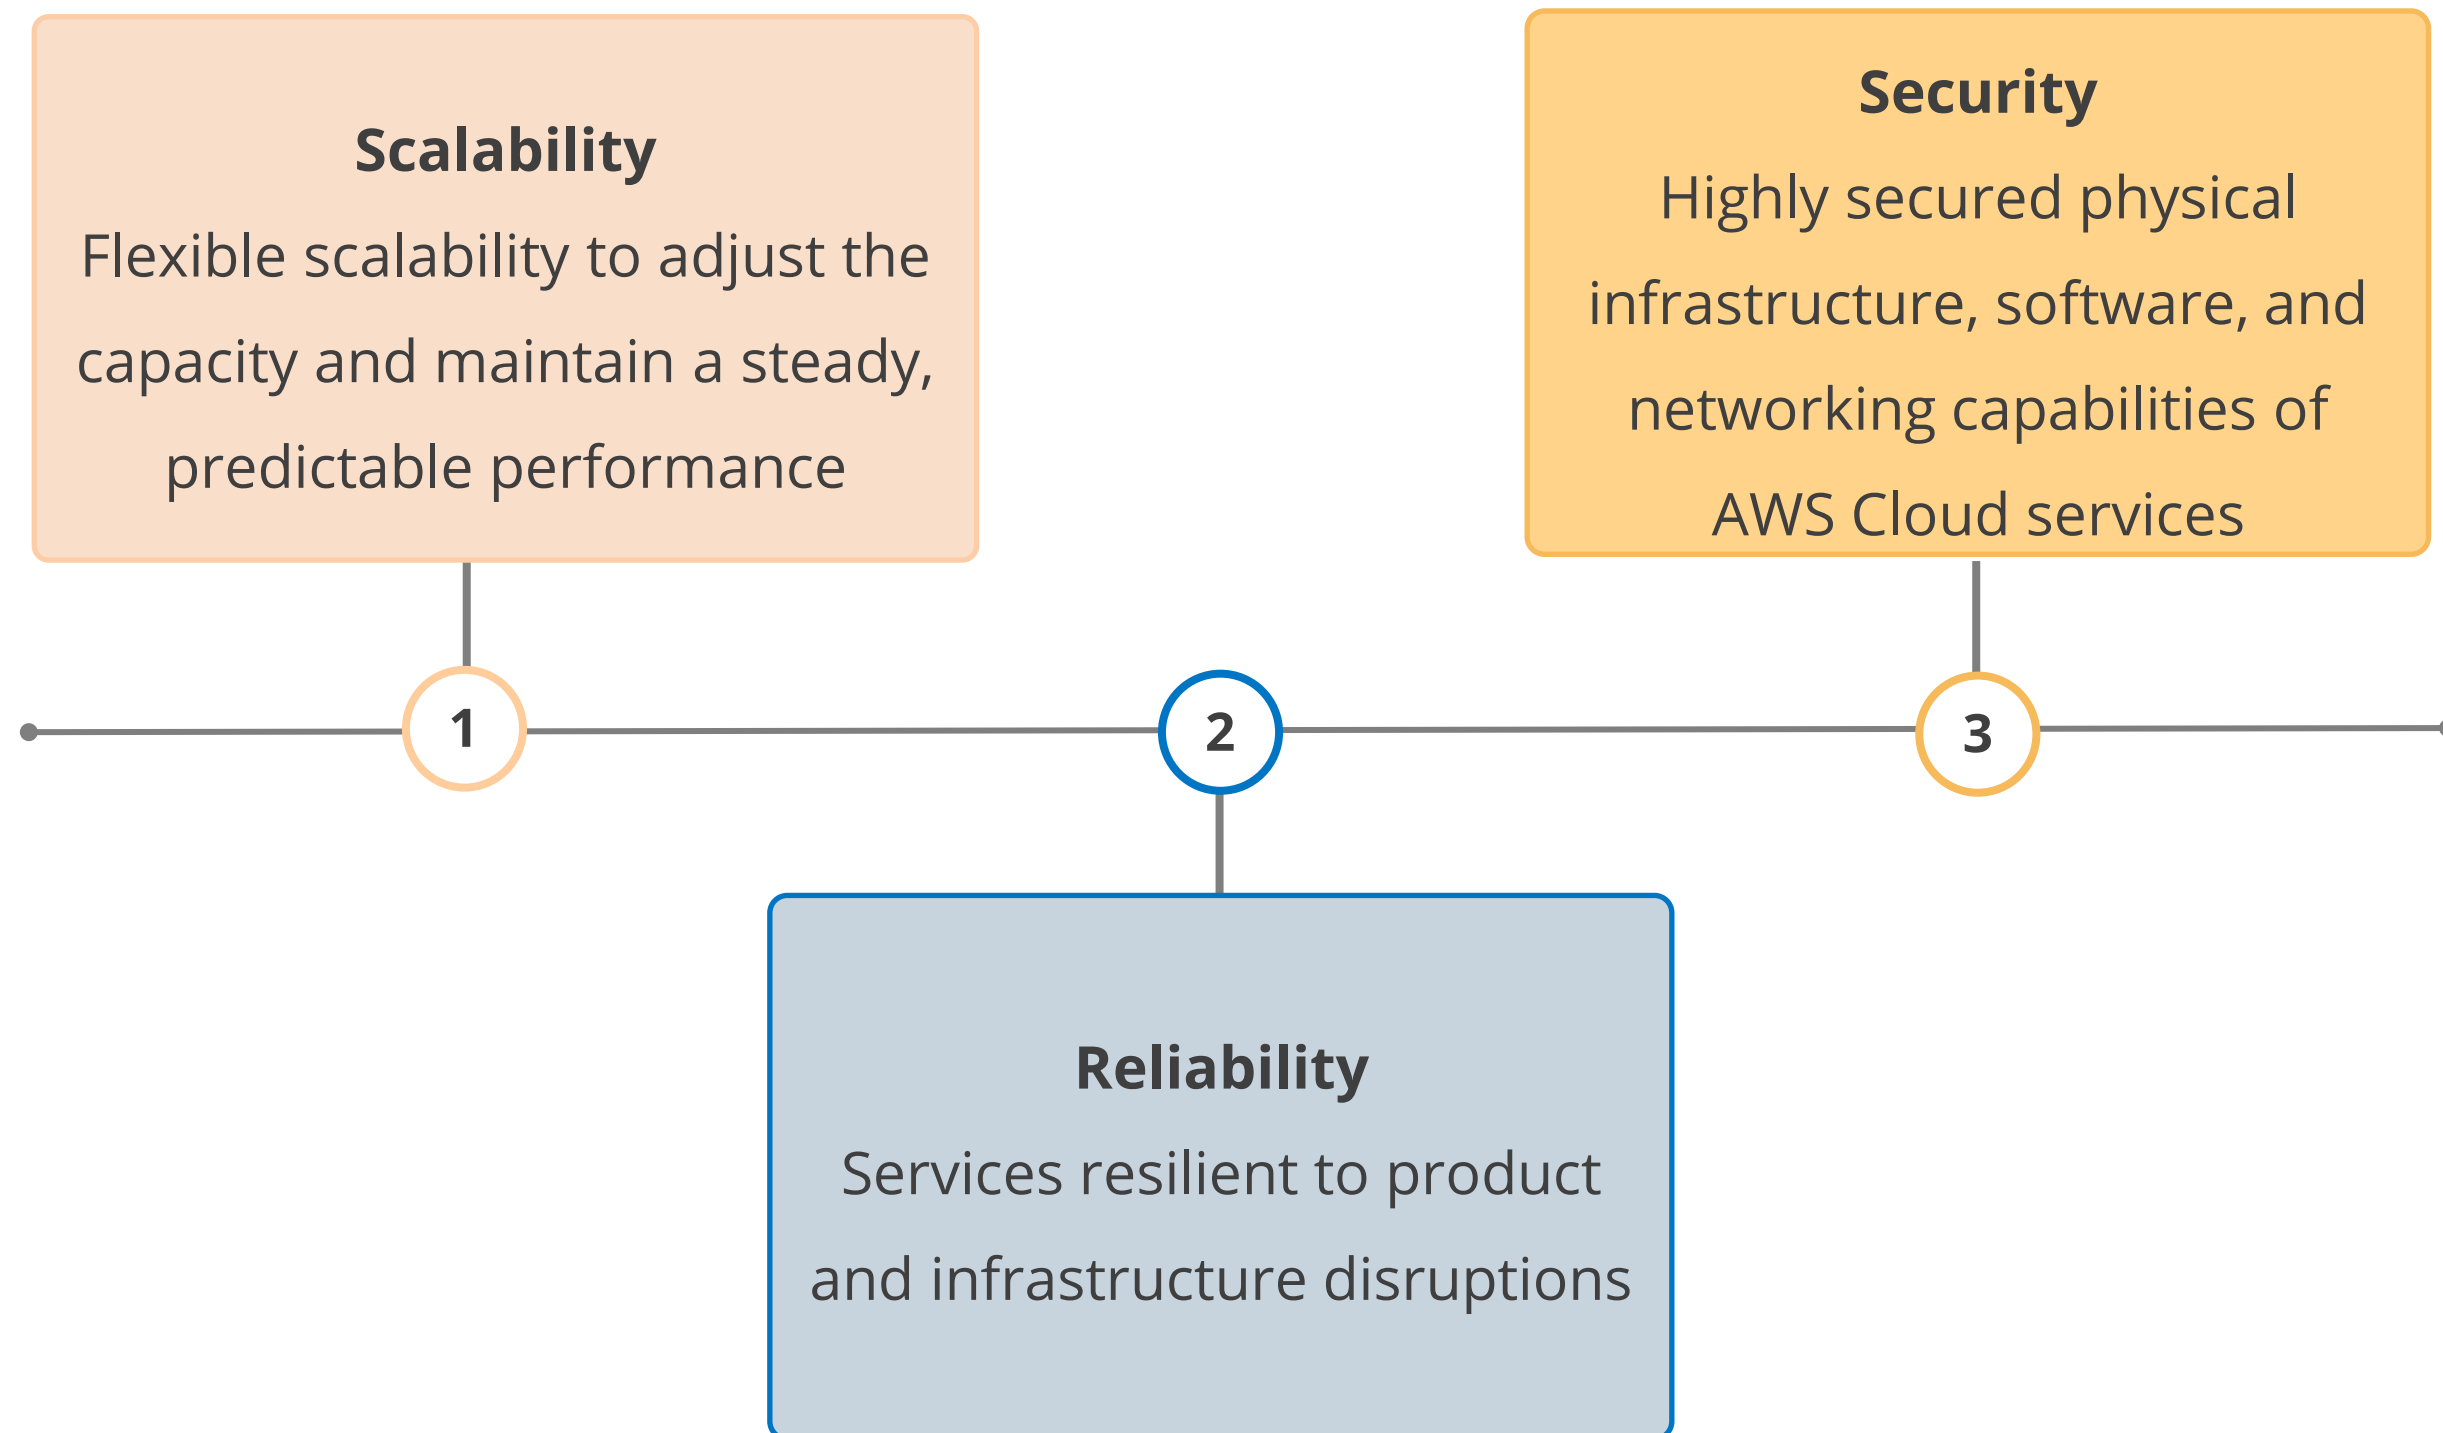 Scalability
Flexible scalability to adjust the
capacity and maintain a steady,
predictable performance
Security
Highly secured physical
infrastructure, software, and
networking capabilities of
AWS Cloud services
1
2
3
Reliability
Services resilient to product
and infrastructure disruptions